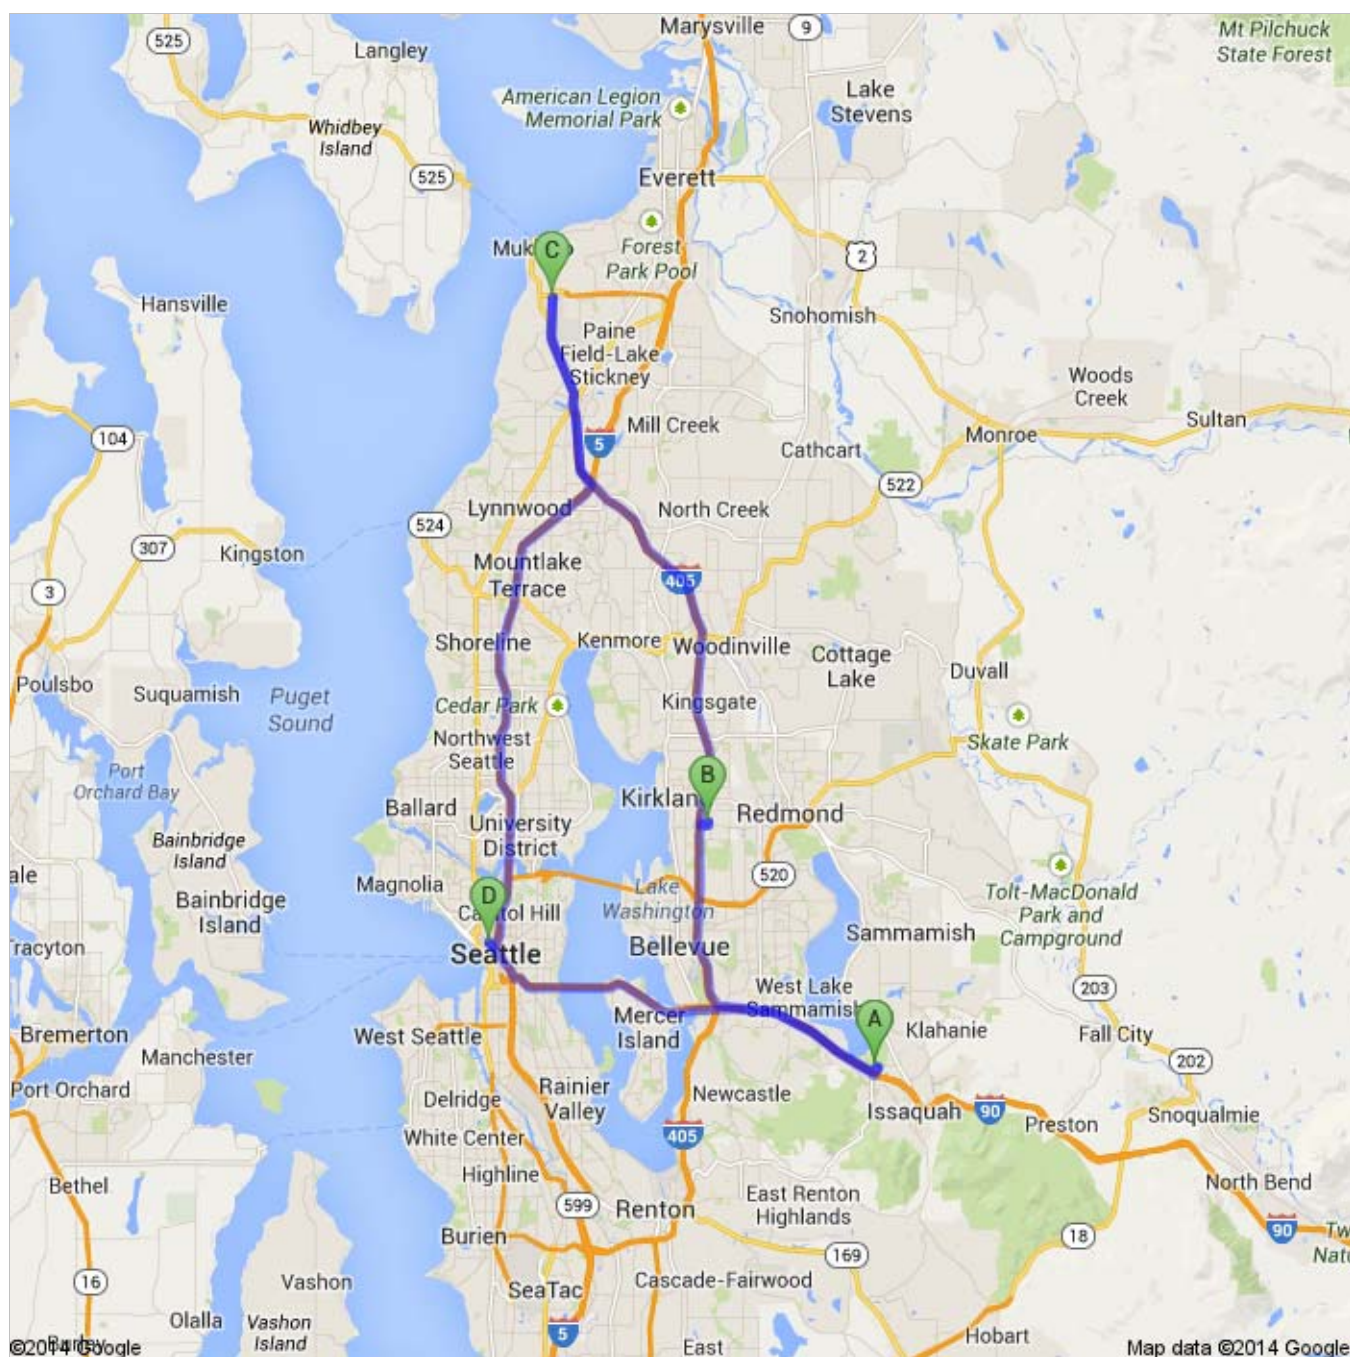 Marysville
9
Mt Pilchuck
State Forest
525
Langley
American Legion
Memorial Park
Lake
Stevens
Whidbey
Island
525
Everett
C
Forest
Park Pool
2
Hansville
Snohomish
Paine
Field-Lake
Stickney
Woods
Creek
Sultan
104
5
Mill Creek
Cathcart
Monroe
522
Lynnwood
North Creek
524
307
Kingston
Mountlake
Terrace
405
3
Shoreline
Kenmore
Woodinville
Cottage
Lake
Duvall
Poulsbo
Suquamish
Puget
Sound
Cedar Park
Kingsgate
Skate Park
Northwest
Seattle
Port
Orchard Bay
B
Ballard
Redmond
University
District
Bainbridge
Island
520
Magnolia
Lake
Washington
Tolt-MacDonald
Park and
Campground
Bainbridge
Island
D
Seattle
Bellevue
Sammamish
West Lake
203
A
Mercer
Island
Klahanie
Fall City
Bremerton
West Seattle
Manchester
202
Port Orchard
Delridge
Rainier
Valley
Newcastle
Issaquah
90
Preston
Snoqualmie
White Center
405
Highline
Bethel
599
Renton
East Renton
Highlands
North Bend
90
Burien
169
18
16
Vashon
SeaTac
Cascade-Fairwood
Olalla
Vashon
Island
5
East
Hobart
©2014 Google
Map data ©2014 Google